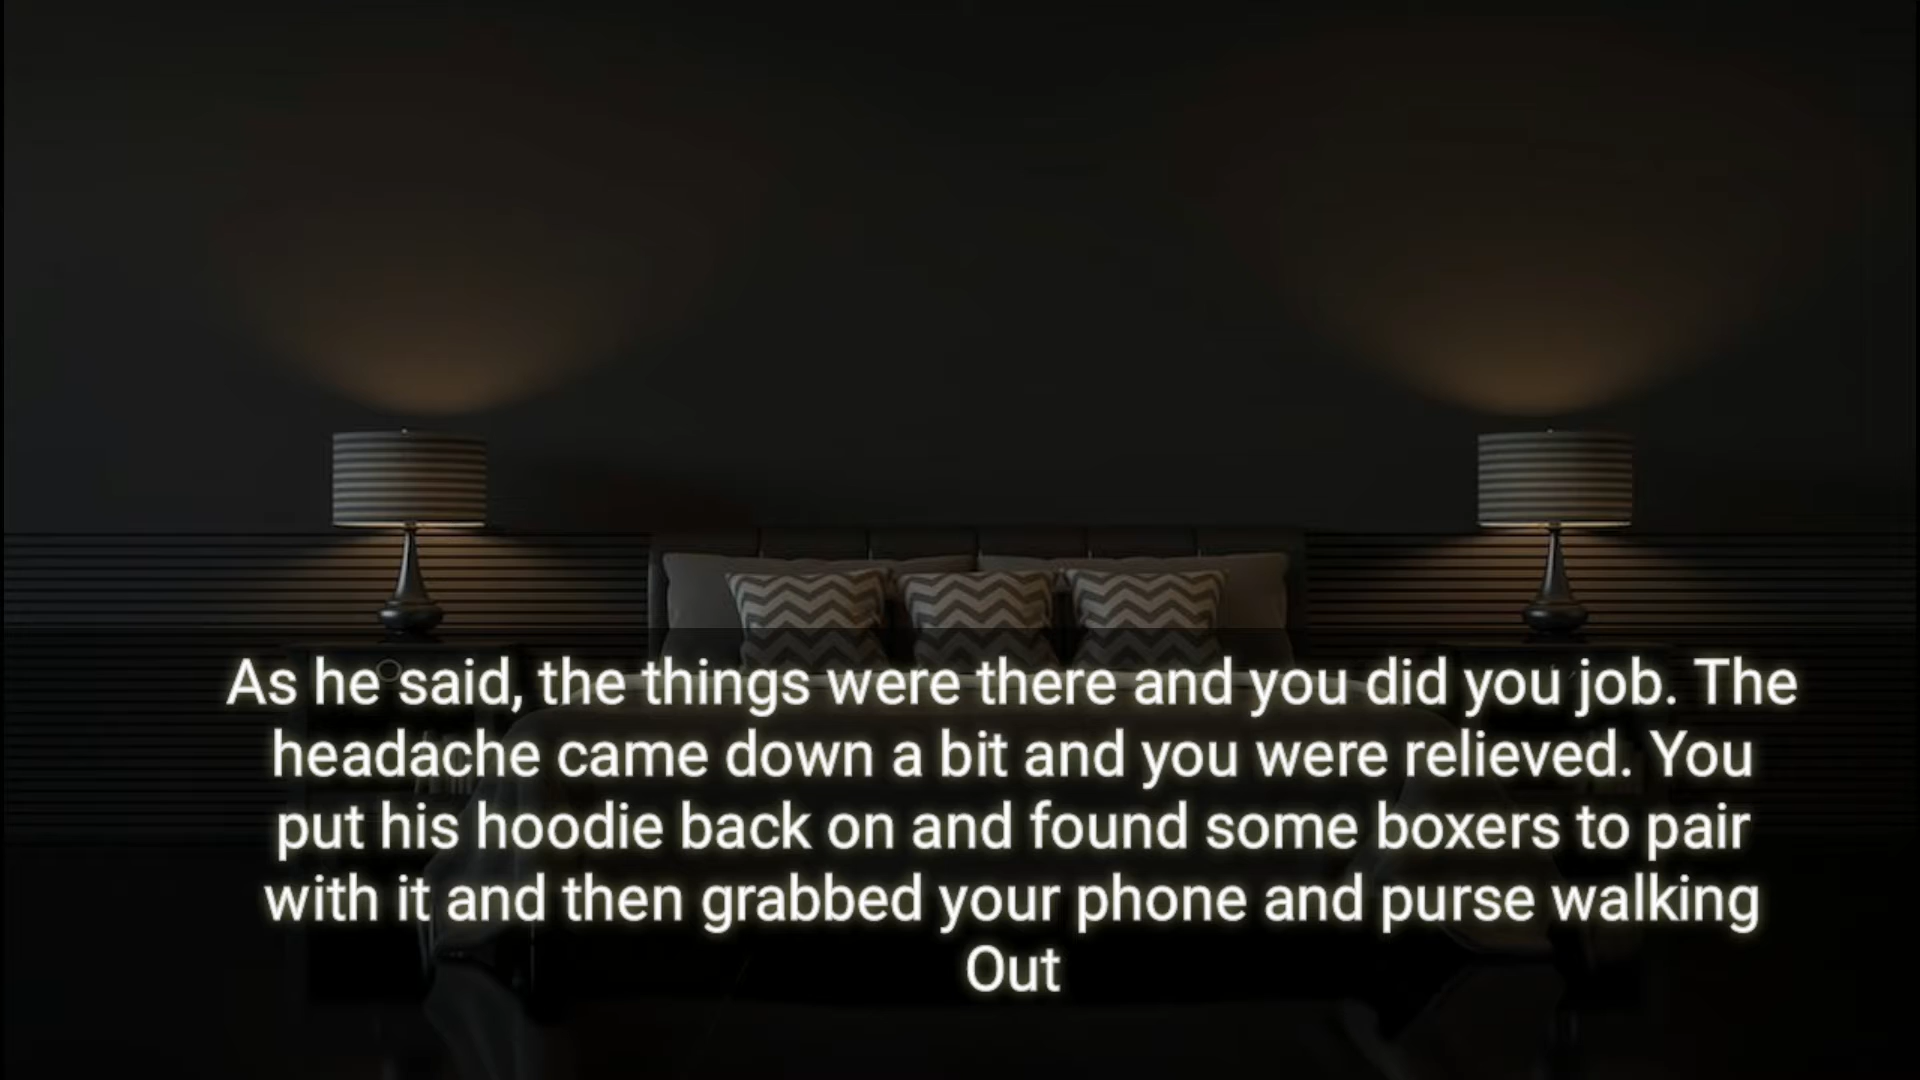 As he said, the things were there and you did you job. The
headache came down a bit and you were relieved. You
put his hoodie back on and found some boxers to pair
with it and then grabbed your phone and purse walking
Out